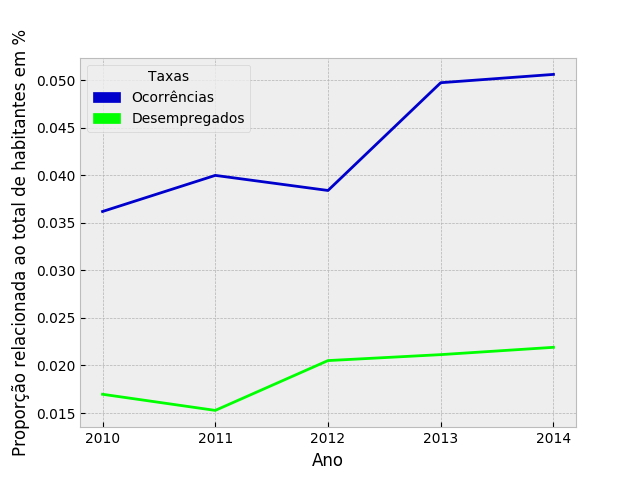 Proporção relacionada ao total de habitantes em %
0.050
0.045
0.040
0.035
0.030
0.025
0.020
0.015
Taxas
Ocorrências
Desempregados
2010 2011 2012 2013 2014
Ano